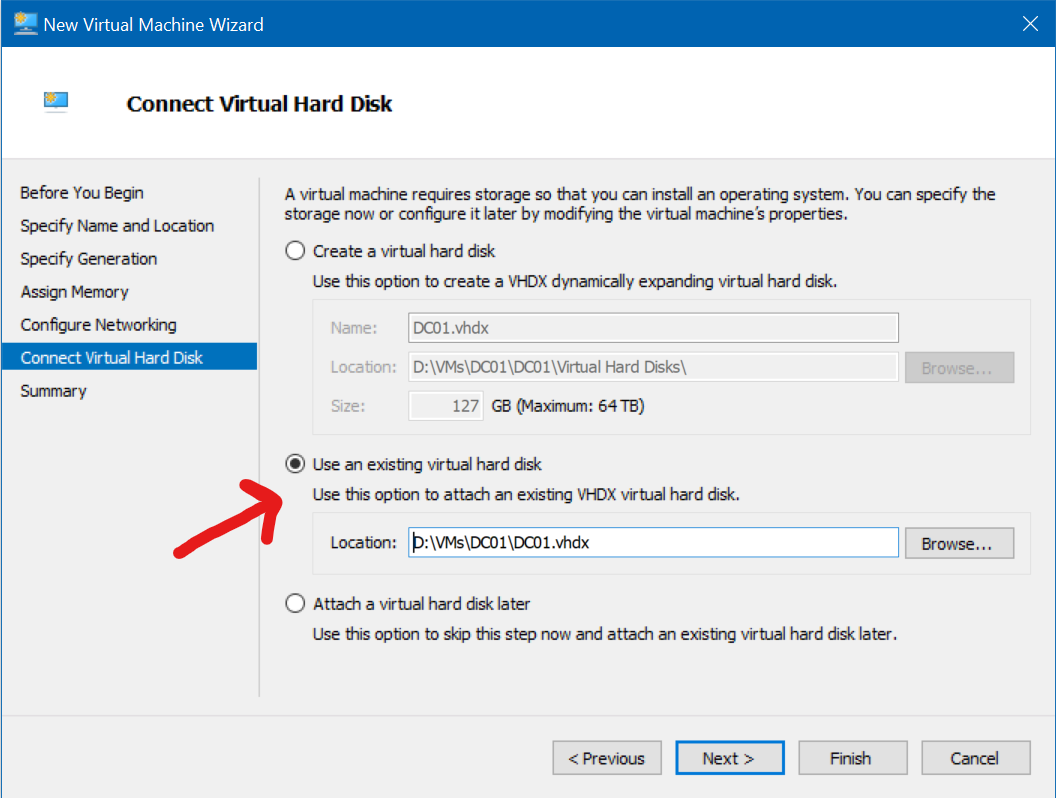 New Virtual Machine Wizard
Connect Virtual Hard Disk
Before You Begin
Specify Name and Location
Specify Generation
Assign Memory
Configure Networking
Connect Virtual Hard Disk
Summary
A virtual machine requires storage so that you can install an operating system. You can specify the
storage now or configure it later by modifying the virtual machine's properties.
Create a virtual hard disk
Use this option to create a VHDX dynamically expanding virtual hard disk.
Name: DC01.vhdx
Location: D:\VMs\DC01\DC01\Virtual Hard Disks\ Browse...
Size: 127 GB (Maximum: 64 TB)
Use an existing virtual hard disk
Use this option to attach an existing VHDX virtual hard disk.
Location: D:\VMs\DC01\DC01.vhdx Browse...
Attach a virtual hard disk later
Use this option to skip this step now and attach an existing virtual hard disk later.
< Previous Next > Finish Cancel